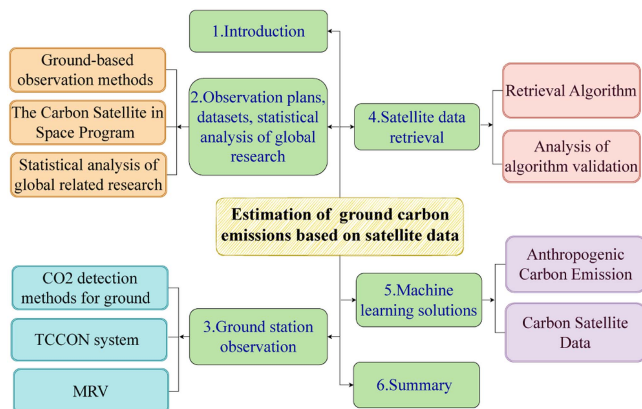 1.Introduction
Ground-based
observation methods
The Carbon Satellite in
Space Program
Statistical analysis of
global related research
2.Observation plans,
datasets, statistical
analysis of global
research
4.Satellite data
retrieval
Retrieval Algorithm
Analysis of
algorithm validation
Estimation of ground carbon
emissions based on satellite data
CO2 detection
methods for ground
TCCON system
MRV
3.Ground station
observation
5.Machine
learning solutions
Anthropogenic
Carbon Emission
Carbon Satellite
Data
6.Summary